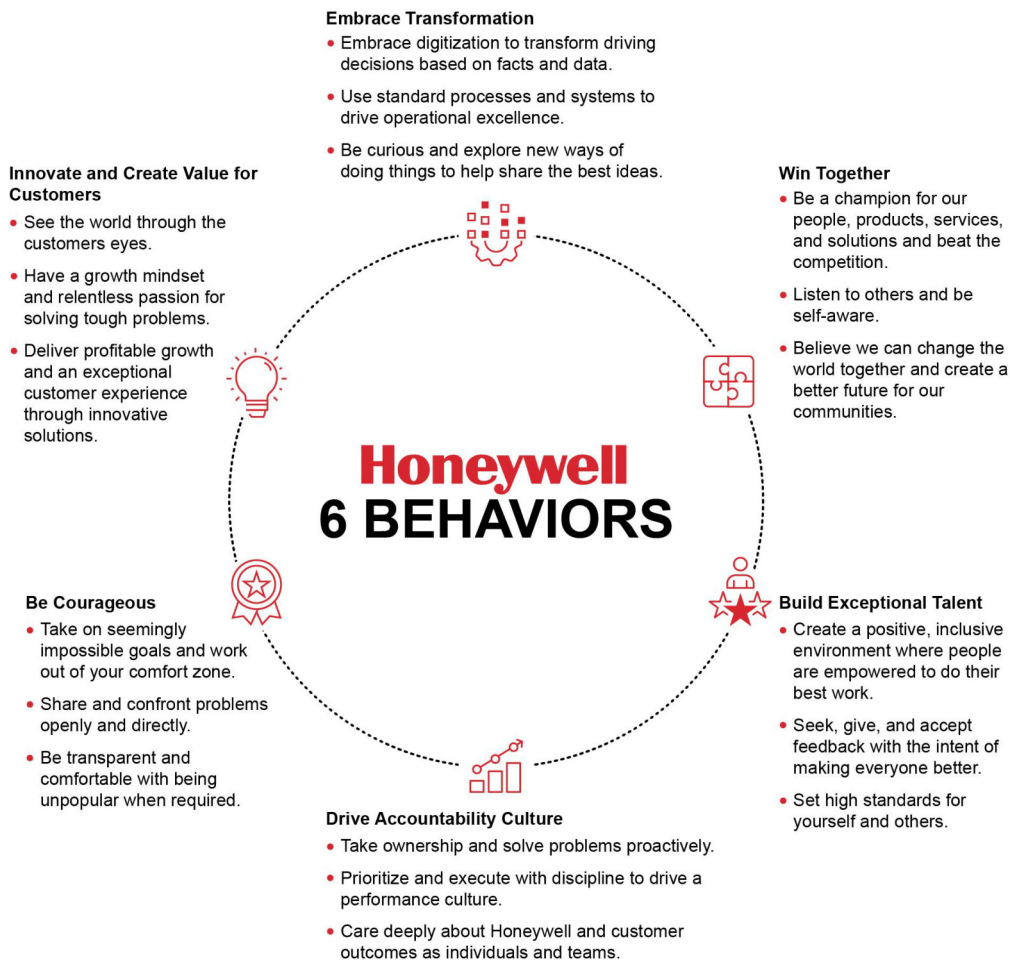 Embrace Transformation
• Embrace digitization to transform driving
decisions based on facts and data.
• Use standard processes and systems to
drive operational excellence.
• Be curious and explore new ways of
doing things to help share the best ideas.
Win Together
• Be a champion for our
people, products, services,
and solutions and beat the
competition.
• Listen to others and be
self-aware.
• Believe we can change the
world together and create a
better future for our
communities.
Build Exceptional Talent
• Create a positive, inclusive
environment where people
are empowered to do their
best work.
• Seek, give, and accept
feedback with the intent of
making everyone better.
• Set high standards for
yourself and others.
Drive Accountability Culture
• Take ownership and solve problems proactively.
• Prioritize and execute with discipline to drive a
performance culture.
• Care deeply about Honeywell and customer
outcomes as individuals and teams.
Be Courageous
• Take on seemingly
impossible goals and work
out of your comfort zone.
• Share and confront problems
openly and directly.
• Be transparent and
comfortable with being
unpopular when required.
Innovate and Create Value for
Customers
• See the world through the
customers eyes.
• Have a growth mindset
and relentless passion for
solving tough problems.
• Deliver profitable growth
and an exceptional
customer experience
through innovative
solutions.
Honeywell
6 BEHAVIORS